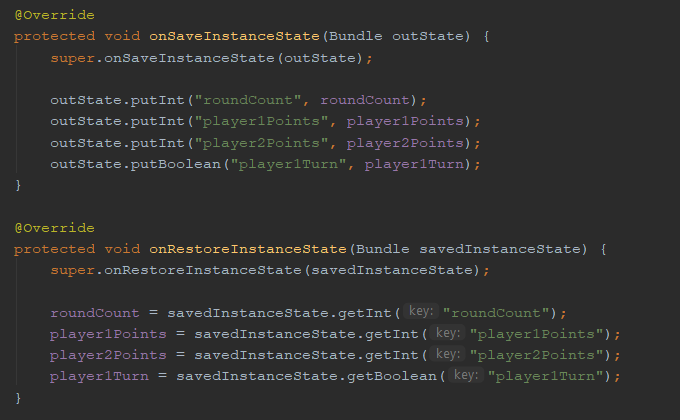 @Override
protected void onSaveInstanceState(Bundle outState) {
super.onSaveInstanceState(outState);
outState.putInt("roundCount", roundCount);
outState.putInt("player1Points", player1Points);
outState.putInt("player2Points", player2Points);
outState.putBoolean("player1Turn", player1Turn);
}
@Override
protected void onRestoreInstanceState(Bundle savedInstanceState) {
super.onRestoreInstanceState(savedInstanceState);
roundCount = savedInstanceState.getInt( key: "roundCount");
player1Points = savedInstanceState.getInt( key: "player1Points");
player2Points = savedInstanceState.getInt( key: "player2Points");
player1Turn = savedInstanceState.getBoolean( key: "player1Turn");
}